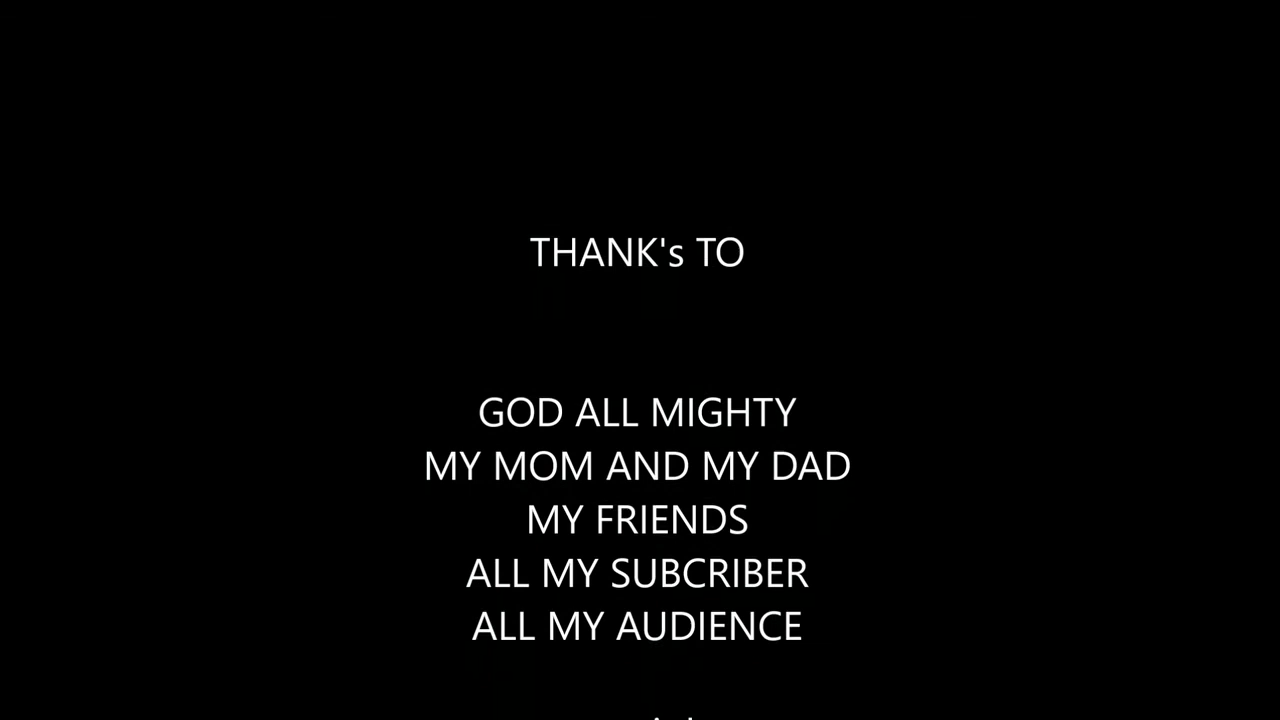 THANK's TO
GOD ALL MIGHTY
MY MOM AND MY DAD
MY FRIENDS
ALL MY SUBCRIBER
ALL MY AUDIENCE